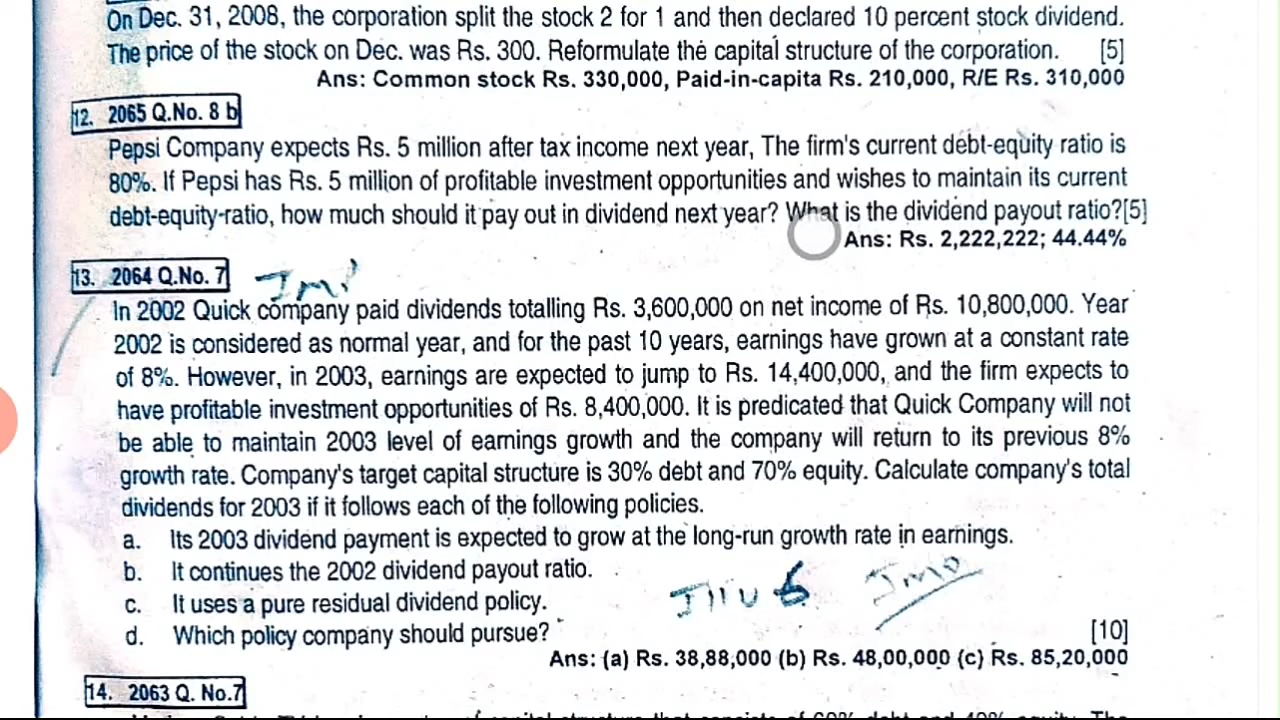 On Dec. 31, 2008, the corporation split the stock 2 for 1 and then declared 10 percent stock dividend.
The price of the stock on Dec. was Rs. 300. Reformulate the capital structure of the corporation. [5]
Ans: Common stock Rs. 330,000, Paid-in-capita Rs. 210,000, R/E Rs. 310,000
12. 2065 Q.No. 8 b
Pepsi Company expects Rs. 5 million after tax income next year, The firm's current debt-equity ratio is
80%. If Pepsi has Rs. 5 million of profitable investment opportunities and wishes to maintain its current
debt-equity-ratio, how much should it pay out in dividend next year? What is the dividend payout ratio?[5]
Ans: Rs. 2,222,222; 44.44%
13. 2064 Q.No. 7
In 2002 Quick company paid dividends totalling Rs. 3,600,000 on net income of Rs. 10,800,000. Year
2002 is considered as normal year, and for the past 10 years, earnings have grown at a constant rate
of 8%. However, in 2003, earnings are expected to jump to Rs. 14,400,000, and the firm expects to
have profitable investment opportunities of Rs. 8,400,000. It is predicated that Quick Company will not
be able to maintain 2003 level of earnings growth and the company will return to its previous 8%
growth rate. Company's target capital structure is 30% debt and 70% equity. Calculate company's total
dividends for 2003 if it follows each of the following policies.
a. Its 2003 dividend payment is expected to grow at the long-run growth rate in earnings.
b. It continues the 2002 dividend payout ratio.
c. It uses a pure residual dividend policy.
d. Which policy company should pursue? [10]
Ans: (a) Rs. 38,88,000 (b) Rs. 48,00,000 (c) Rs. 85,20,000
14. 2063 Q. No.7